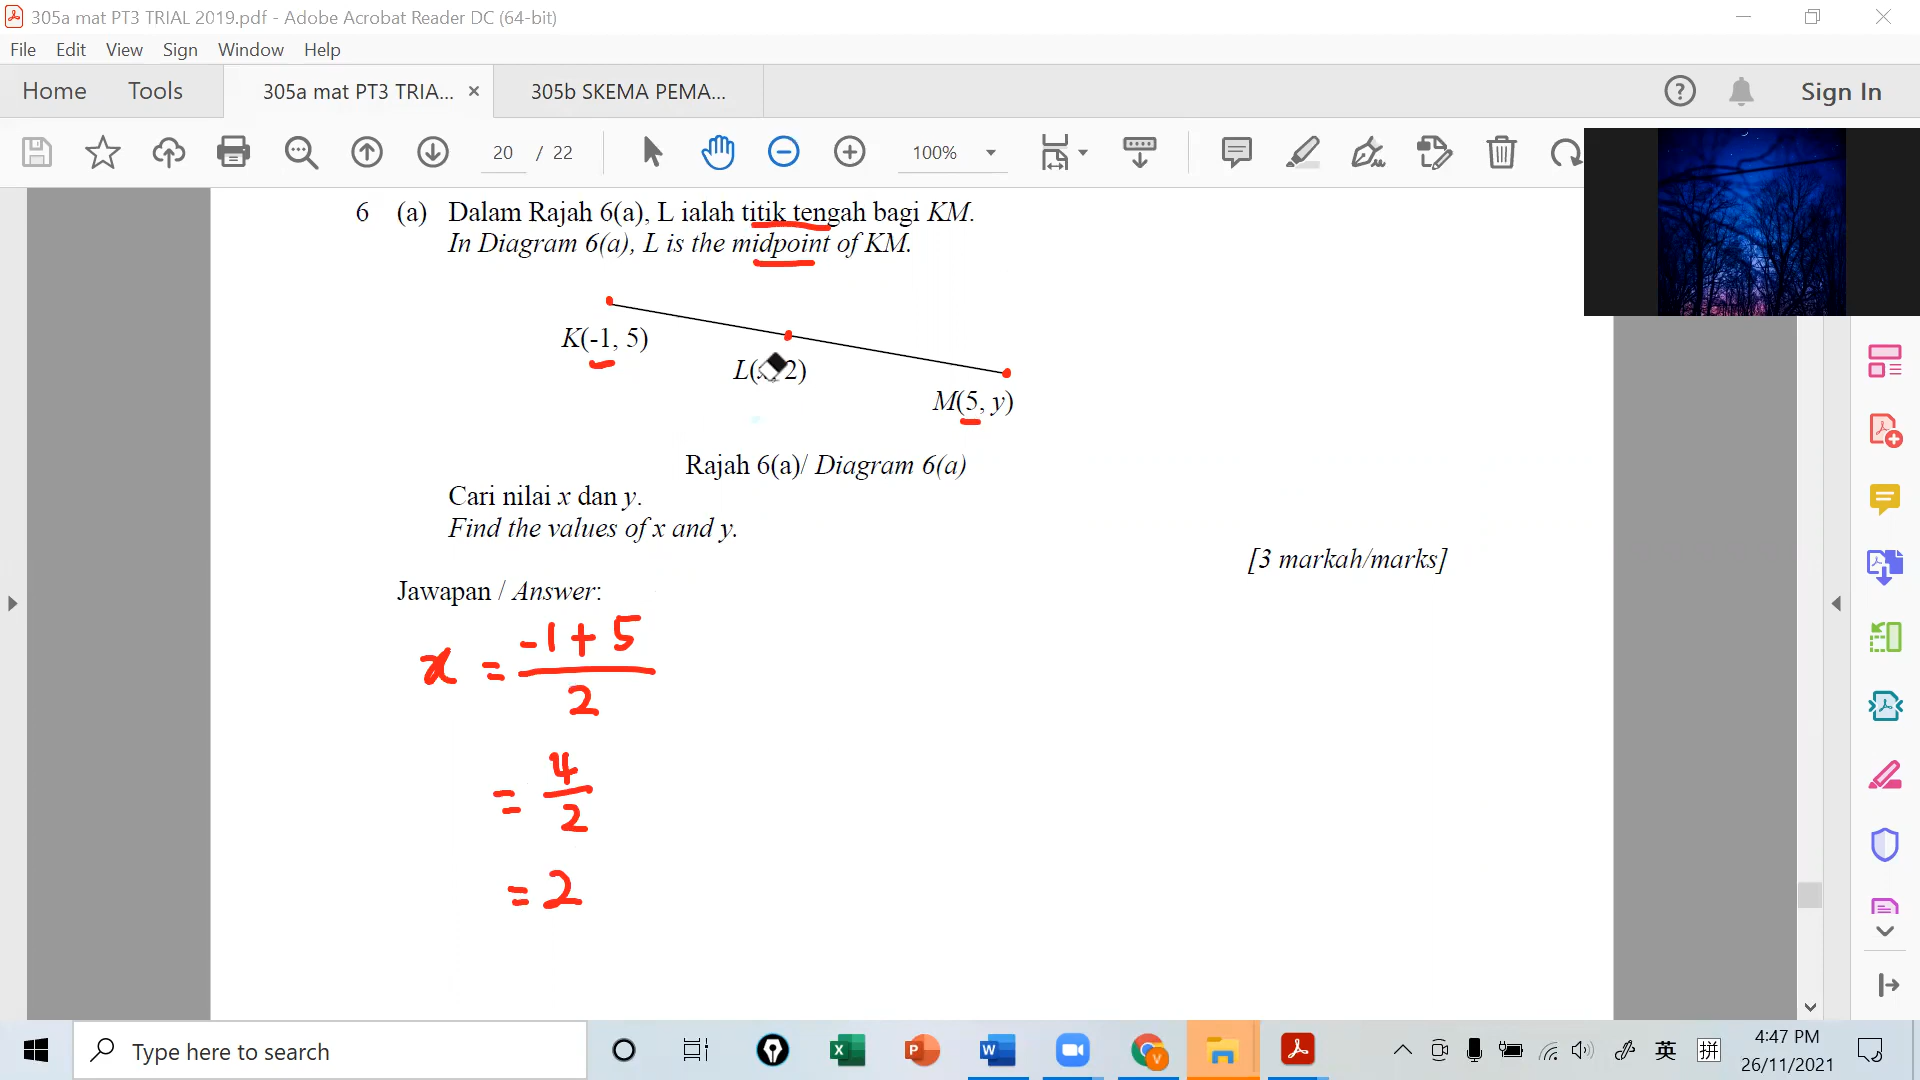 305a mat PT3 TRIAL 2019.pdf - Adobe Acrobat Reader DC (64-bit)
File Edit View Sign Window Help
Home Tools 305a mat PT3 TRIA... × 305b SKEMA PEMA... Sign In
20 / 22 100%
6 (a) Dalam Rajah 6(a), L ialah titik tengah bagi KM.
In Diagram 6(a), L is the midpoint of KM.
K(-1, 5)
L( 2)
M(5, y)
Rajah 6(a)/ Diagram 6(a)
Cari nilai x dan y.
Find the values of x and y.
[3 markah/marks]
Jawapan / Answer:
x = -1 + 5
2
= 4
2
= 2
Type here to search
英 拼
4:47 PM
26/11/2021